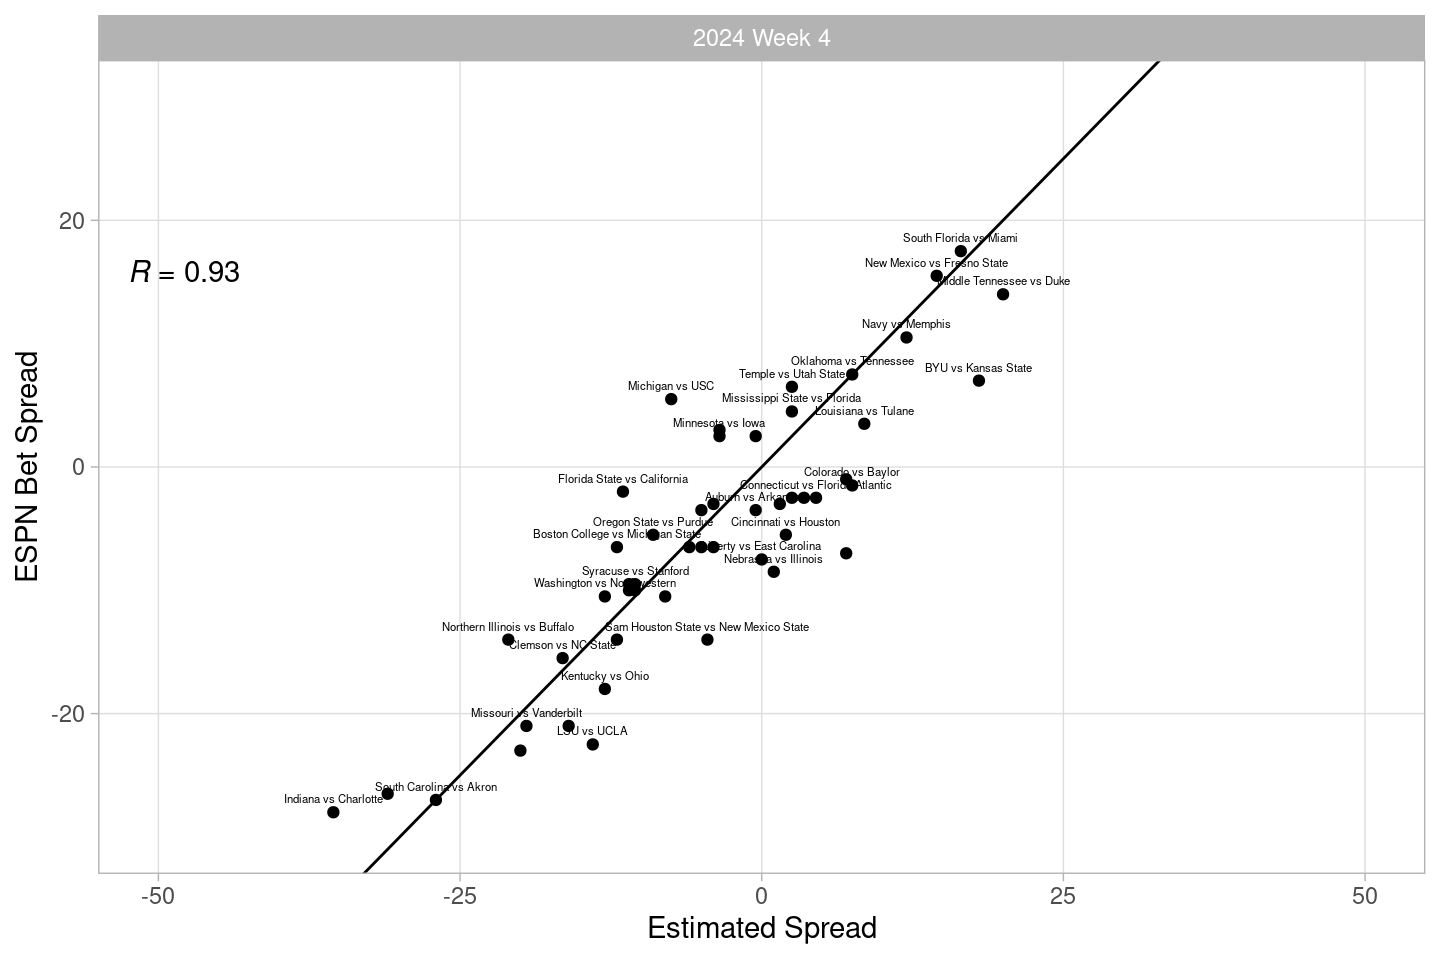 2024 Week 4
ESPN Bet Spread
20
0
-20
R = 0.93
South Florida vs Miami
New Mexico vs Fresno State
Middle Tennessee vs Duke
Navy vs Memphis
Oklahoma vs Tennessee
BYU vs Kansas State
Temple vs Utah State
Michigan vs USC
Mississippi State vs Florida
Louisiana vs Tulane
Minnesota vs Iowa
Colorado vs Baylor
Florida State vs California
Connecticut vs Florida Atlantic
Auburn vs Arkansas
Oregon State vs Purdue
Cincinnati vs Houston
Boston College vs Michigan State
Liberty vs East Carolina
Nebraska vs Illinois
Syracuse vs Stanford
Washington vs Northwestern
Northern Illinois vs Buffalo
Sam Houston State vs New Mexico State
Clemson vs NC State
Kentucky vs Ohio
Missouri vs Vanderbilt
LSU vs UCLA
South Carolina vs Akron
Indiana vs Charlotte
-50
-25
0
25
50
Estimated Spread